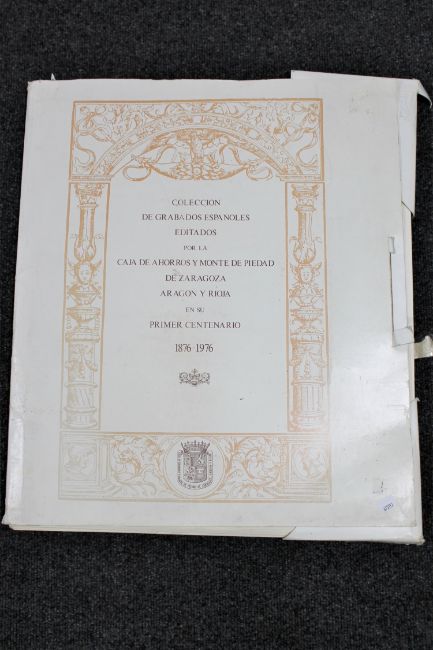 COLECCION
DE GRABADOS ESPAÑOLES
EDITADOS
POR LA
CAJA DE AHORROS Y MONTE DE PIEDAD
DE ZARAGOZA
ARAGON Y RIOJA
EN SU
PRIMER CENTENARIO
1876-1976